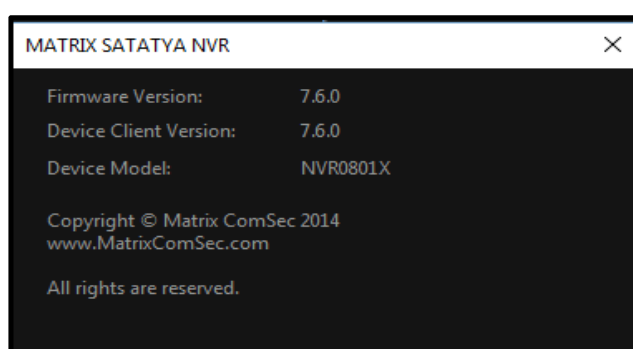 MATRIX SATATYA NVR
Firmware Version: 7.6.0
Device Client Version: 7.6.0
Device Model: NVR0801X
Copyright © Matrix ComSec 2014
www.MatrixComSec.com
All rights are reserved.